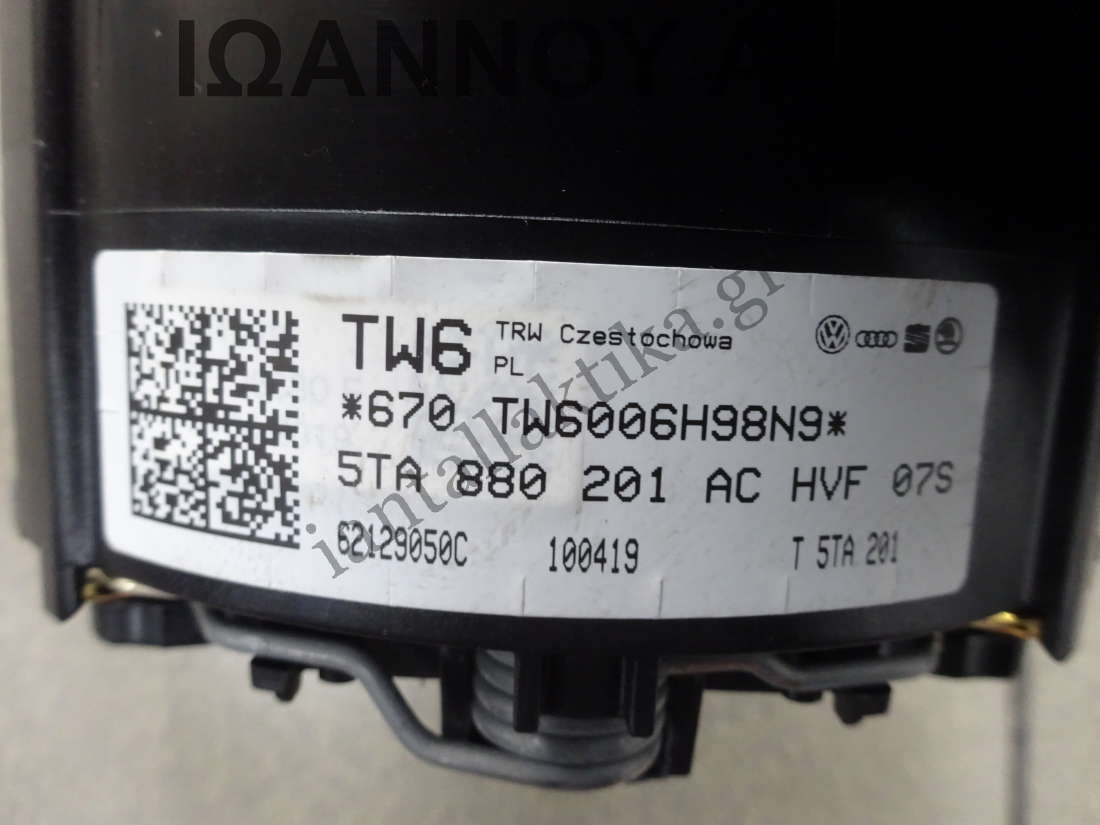 ΙΩΑΝΝΟΥ Α.Ε.
TW6 TRW Czestochowa
PL
*670 TW6006H98N9*
5TA 880 201 AC HVF 07S
62129050C 100419 T 5TA 201
iantallaktika.gr